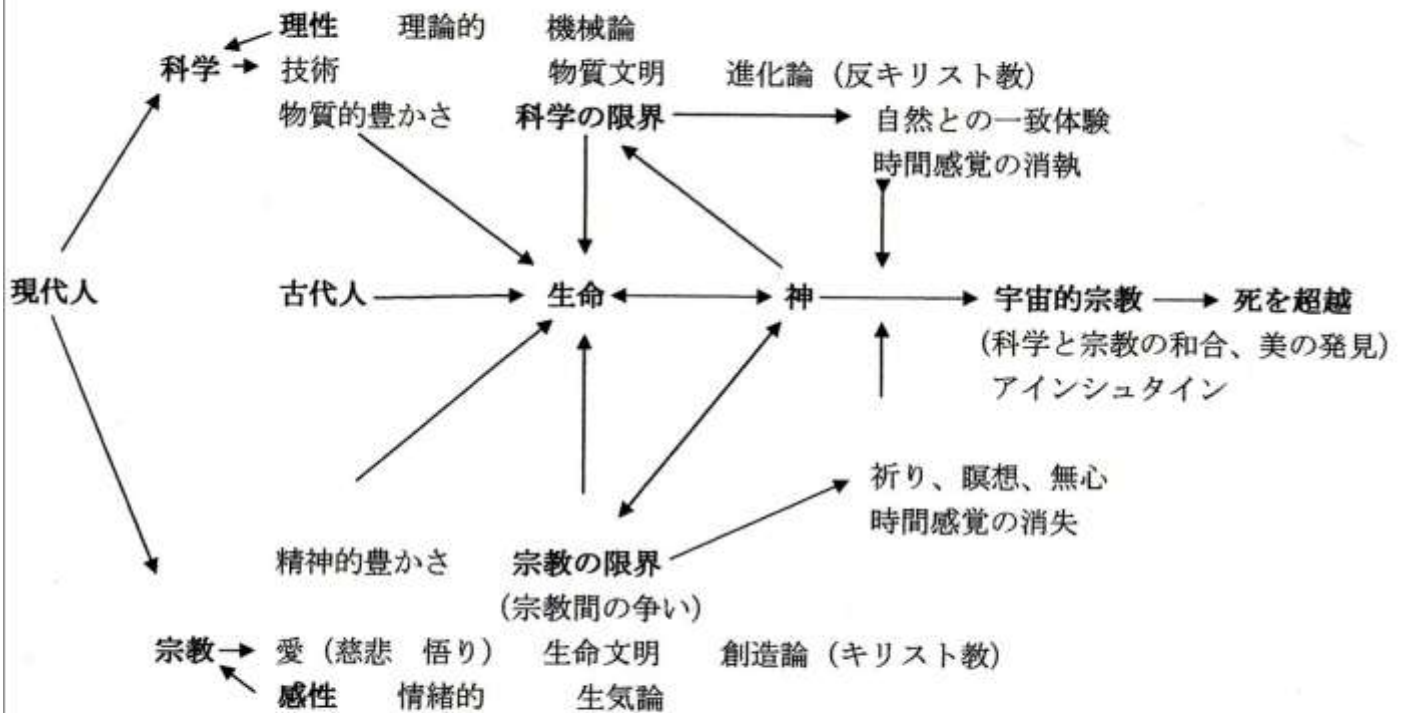 理性 理論的 機械論
科学 技術 物質文明 進化論(反キリスト教)
物質的豊かさ 科学の限界 自然との一致体験
時間感覚の消執
現代人 古代人 生命 神 宇宙的宗教 死を超越
(科学と宗教の和合、美の発見)
アインシュタイン
祈り、瞑想、無心
時間感覚の消失
精神的豊かさ 宗教の限界
(宗教間の争い)
宗教 愛(慈悲 悟り) 生命文明 創造論(キリスト教)
感性 情緒的 生気論